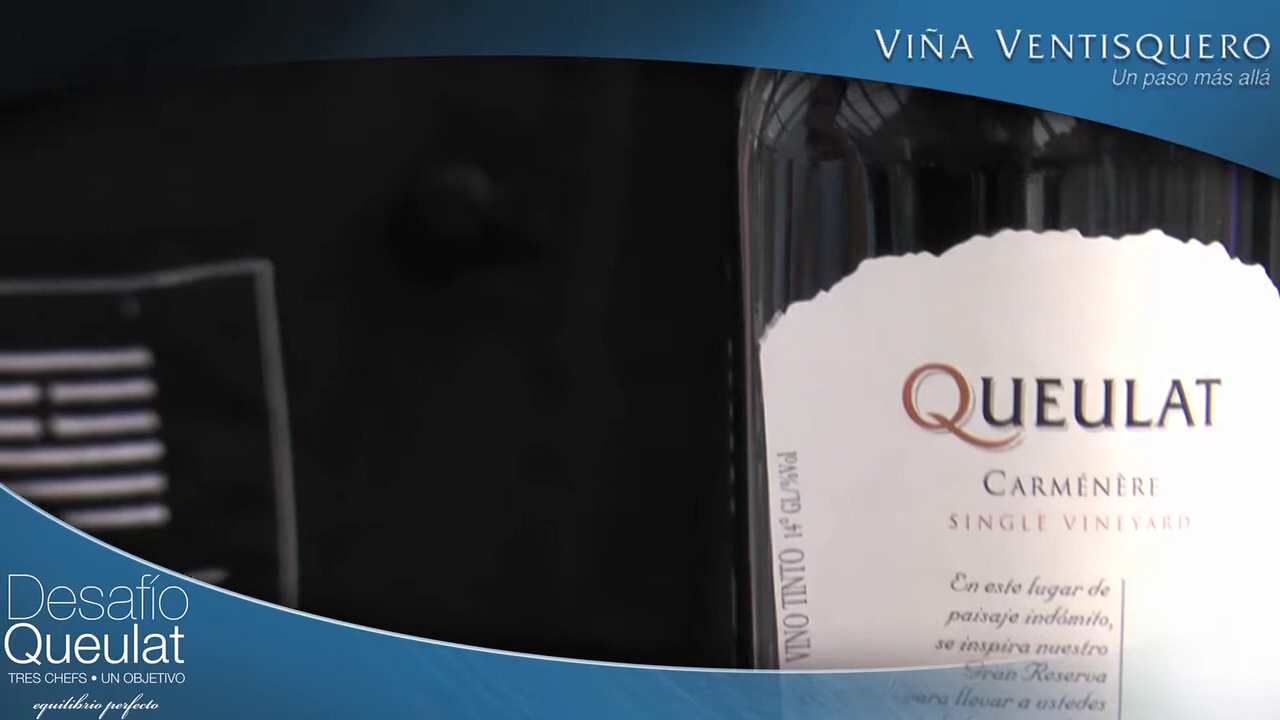 VIÑA VENTISQUERO
Un paso más allá
QUEULAT
CARMÉNÈRE
SINGLE VINEYARD
VINO TINTO 14° GL/%Vol
En este lugar de
paisaje indómito,
se inspira nuestro
Gran Reserva
para llevar a ustedes
Desafío
Queulat
TRES CHEFS • UN OBJETIVO
equilibrio perfecto